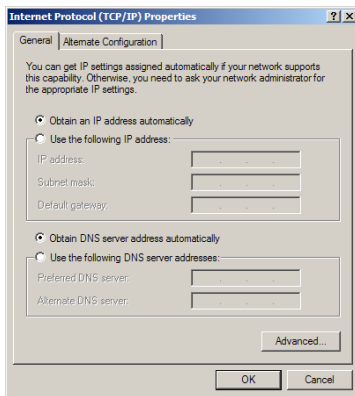 Internet Protocol (TCP/IP) Properties
General
Alternate Configuration
You can get IP settings assigned automatically if your network supports
this capability. Otherwise, you need to ask your network administrator for
the appropriate IP settings.
Obtain an IP address automatically
Use the following IP address:
IP address:
Subnet mask:
Default gateway:
Obtain DNS server address automatically
Use the following DNS server addresses:
Preferred DNS server:
Alternate DNS server:
Advanced...
OK
Cancel